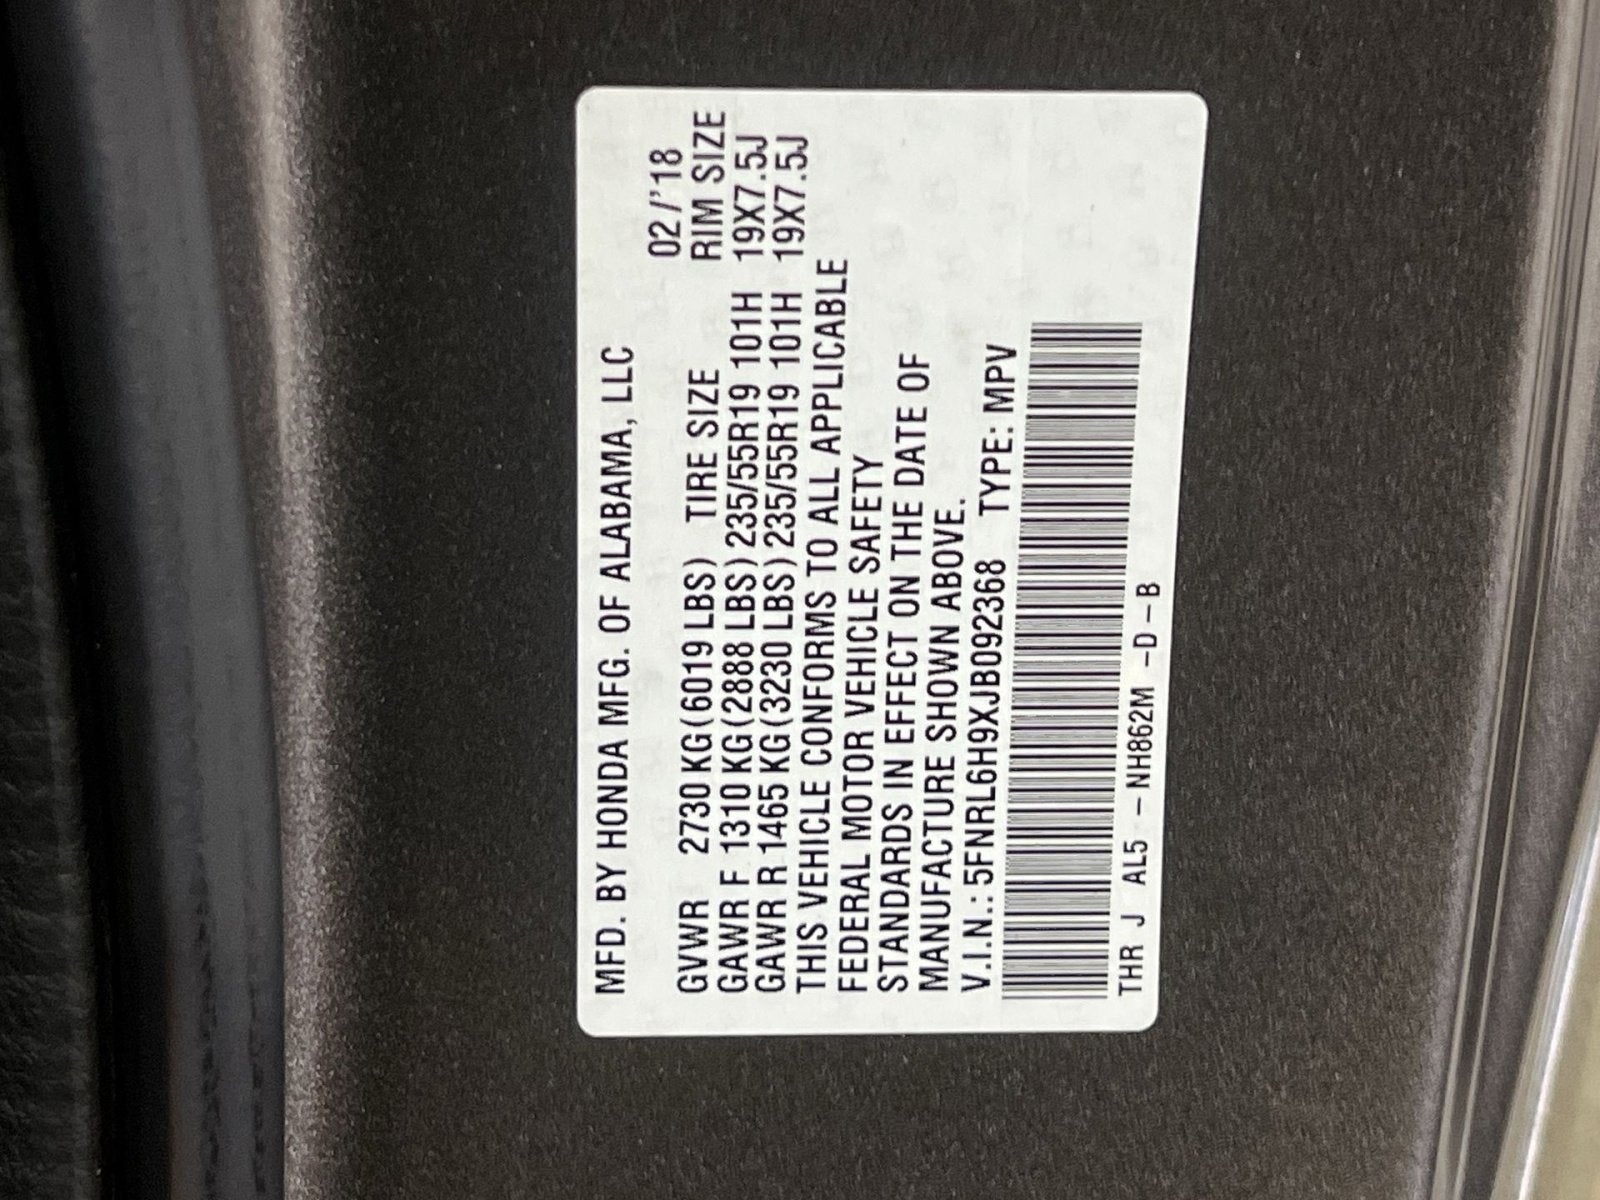 MFD. BY HONDA MFG. OF ALABAMA, LLC
02/'18
GVWR 2730 KG(6019 LBS) TIRE SIZE RIM SIZE
GAWR F 1310 KG(2888 LBS)235/55R19 101H 19X7.5J
GAWR R 1465 KG(3230 LBS)235/55R19 101H 19X7.5J
THIS VEHICLE CONFORMS TO ALL APPLICABLE
FEDERAL MOTOR VEHICLE SAFETY
STANDARDS IN EFFECT ON THE DATE OF
MANUFACTURE SHOWN ABOVE.
V.I.N.: 5FNRL6H9XJB092368 TYPE: MPV
THR J AL5 - NH862M - D - B